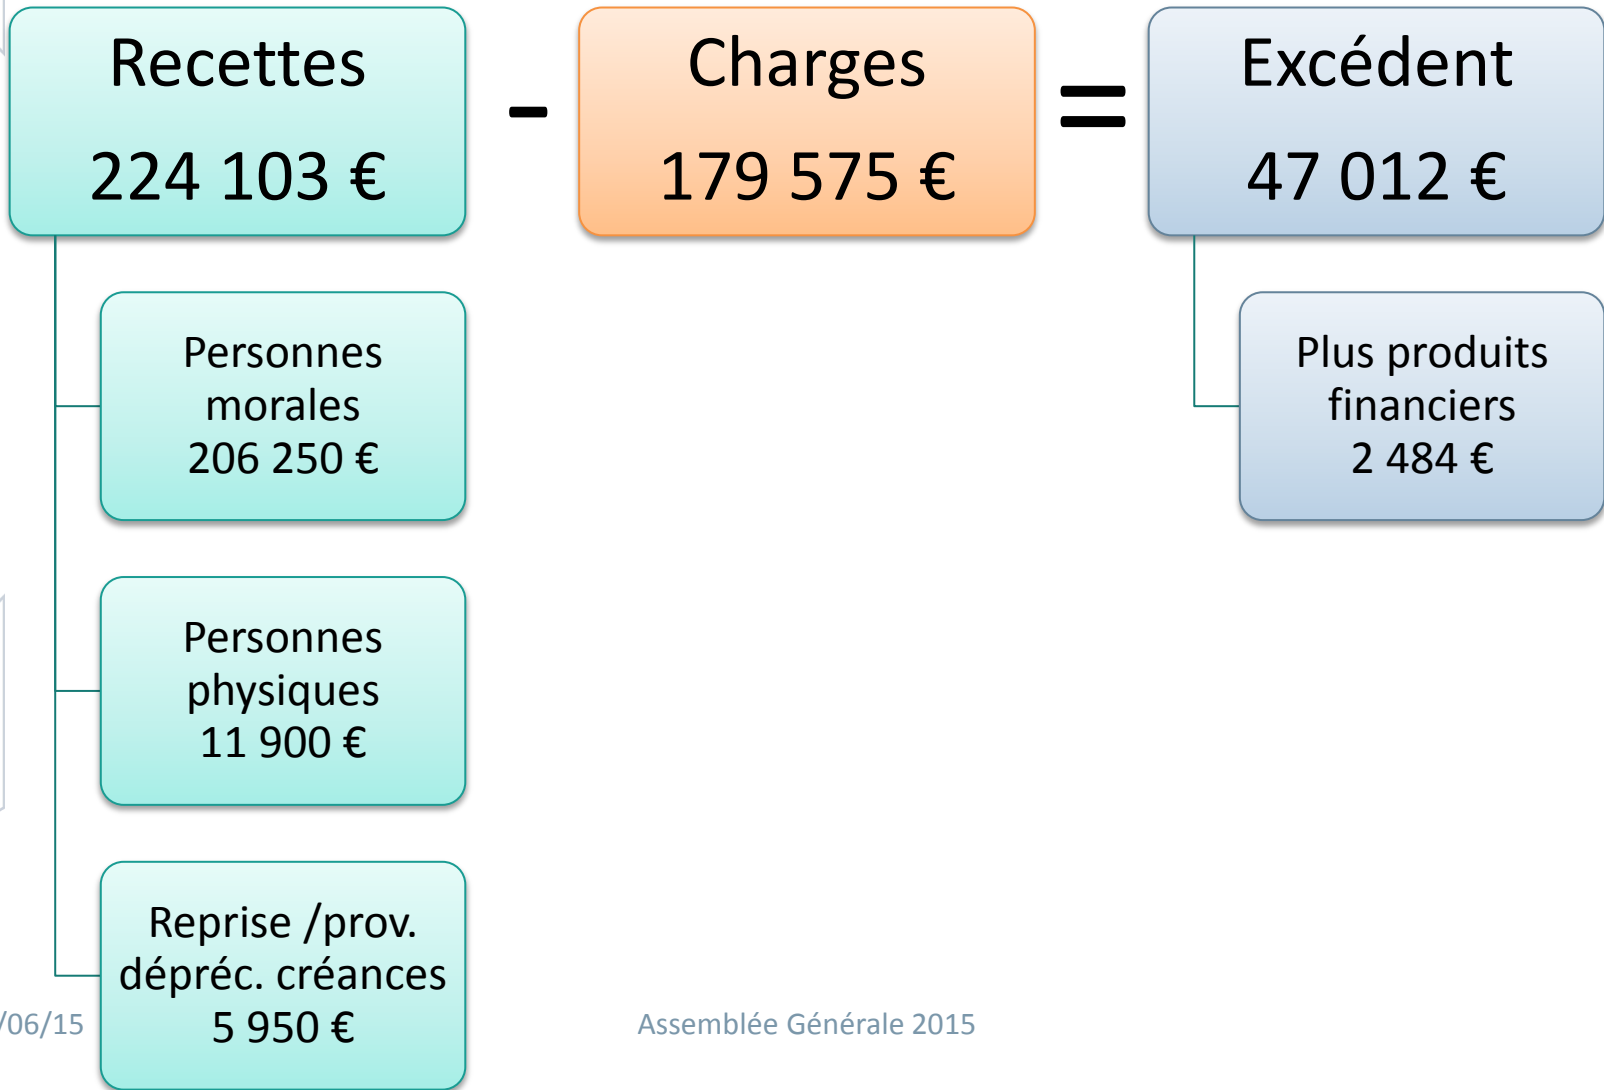 Recettes
224 103 €
-
Charges
179 575 €
=
Excédent
47 012 €
Personnes
morales
206 250 €
Personnes
physiques
11 900 €
Reprise /prov.
dépréc. créances
5 950 €
Plus produits
financiers
2 484 €
/06/15
Assemblée Générale 2015